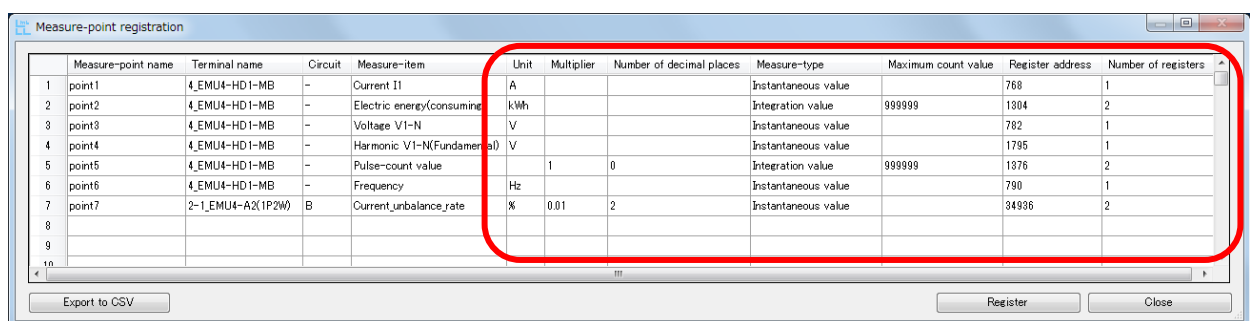 Measure-point registration
Measure-point name Terminal name Circuit Measure-item Unit Multiplier Number of decimal places Measure-type Maximum count value Register address Number of registers
1 point1 4_EMU4-HD1-MB - Current I1 A Instantaneous value 768 1
2 point2 4_EMU4-HD1-MB - Electric energy(consuming kWh Integration value 999999 1304 2
3 point3 4_EMU4-HD1-MB - Voltage V1-N V Instantaneous value 782 1
4 point4 4_EMU4-HD1-MB - Harmonic V1-N(Fundamental) V Instantaneous value 1795 1
5 point5 4_EMU4-HD1-MB - Pulse-count value 1 0 Integration value 999999 1376 2
6 point6 4_EMU4-HD1-MB - Frequency Hz Instantaneous value 790 1
7 point7 2-1_EMU4-A2(1P2W) B Current_unbalance_rate % 0.01 2 Instantaneous value 34936 2
8
9
10
Export to CSV Register Close